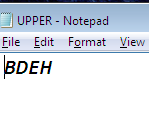 UPPER - Notepad
File Edit Format View
BDEH